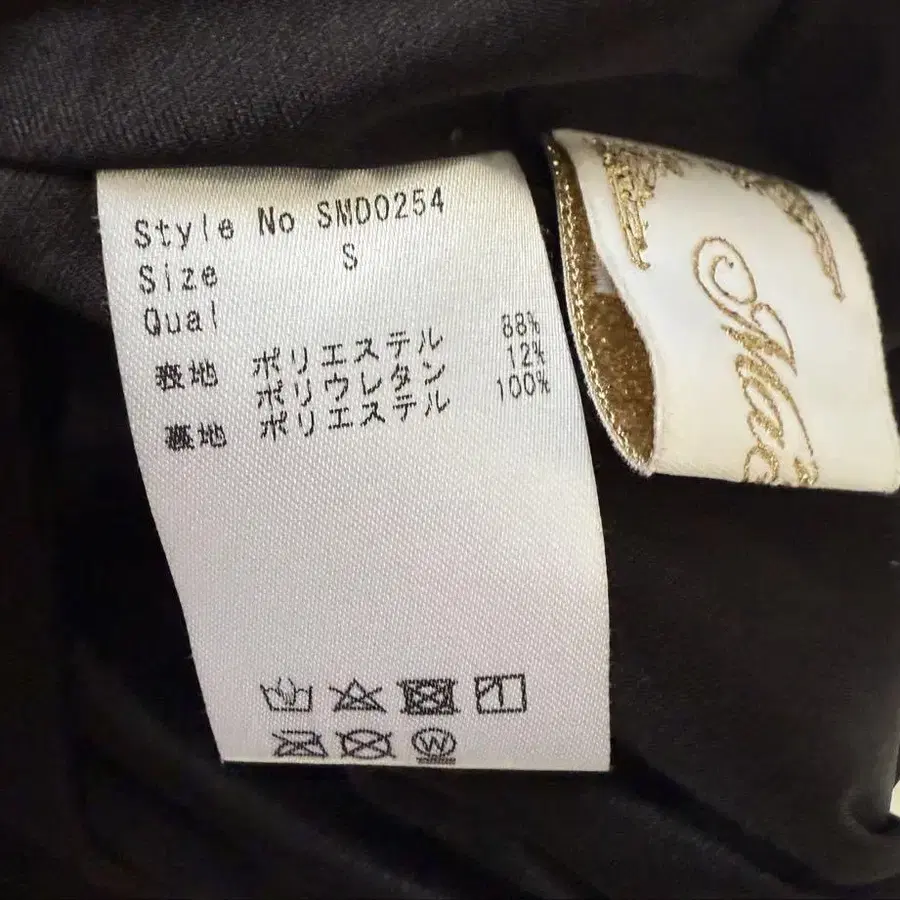 Style No SMD0254
Size S
Qual
表地 ポリエステル 88%
ポリウレタン 12%
裏地 ポリエステル 100%
W